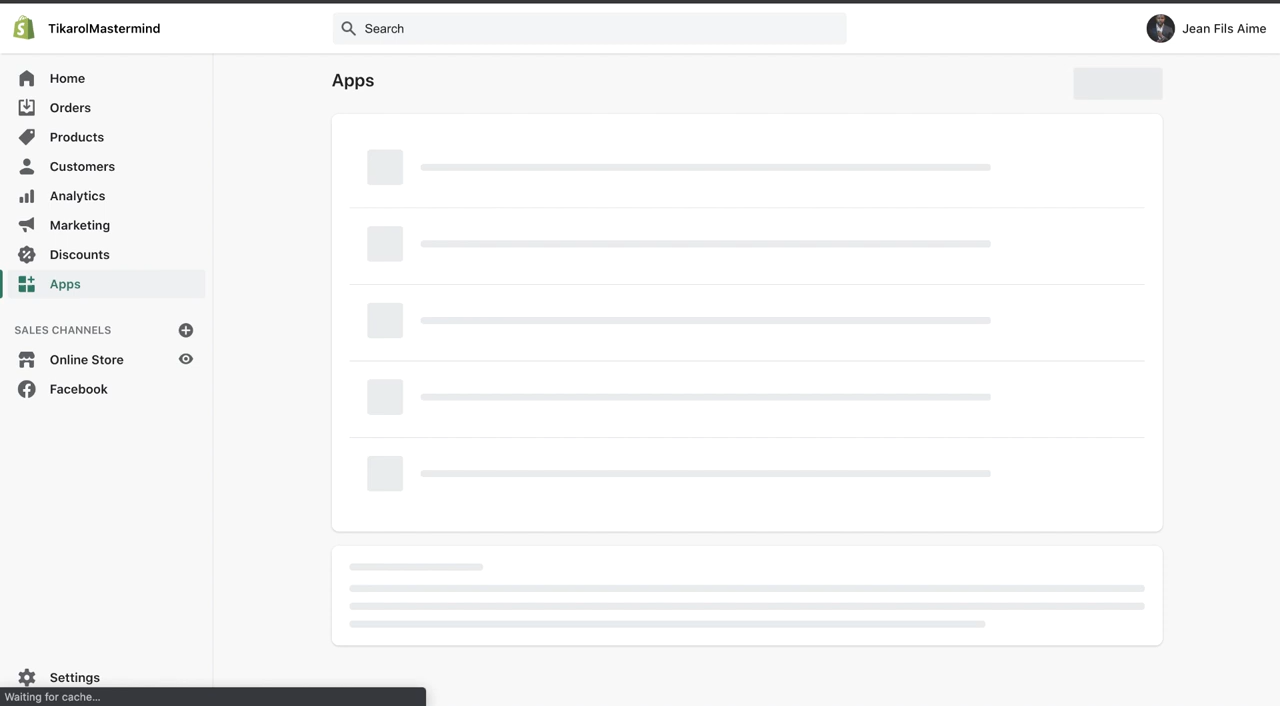 TikarolMastermind
Search
Jean Fils Aime
Home
Orders
Products
Customers
Analytics
Marketing
Discounts
Apps
SALES CHANNELS
Online Store
Facebook
Settings
Waiting for cache...
Apps